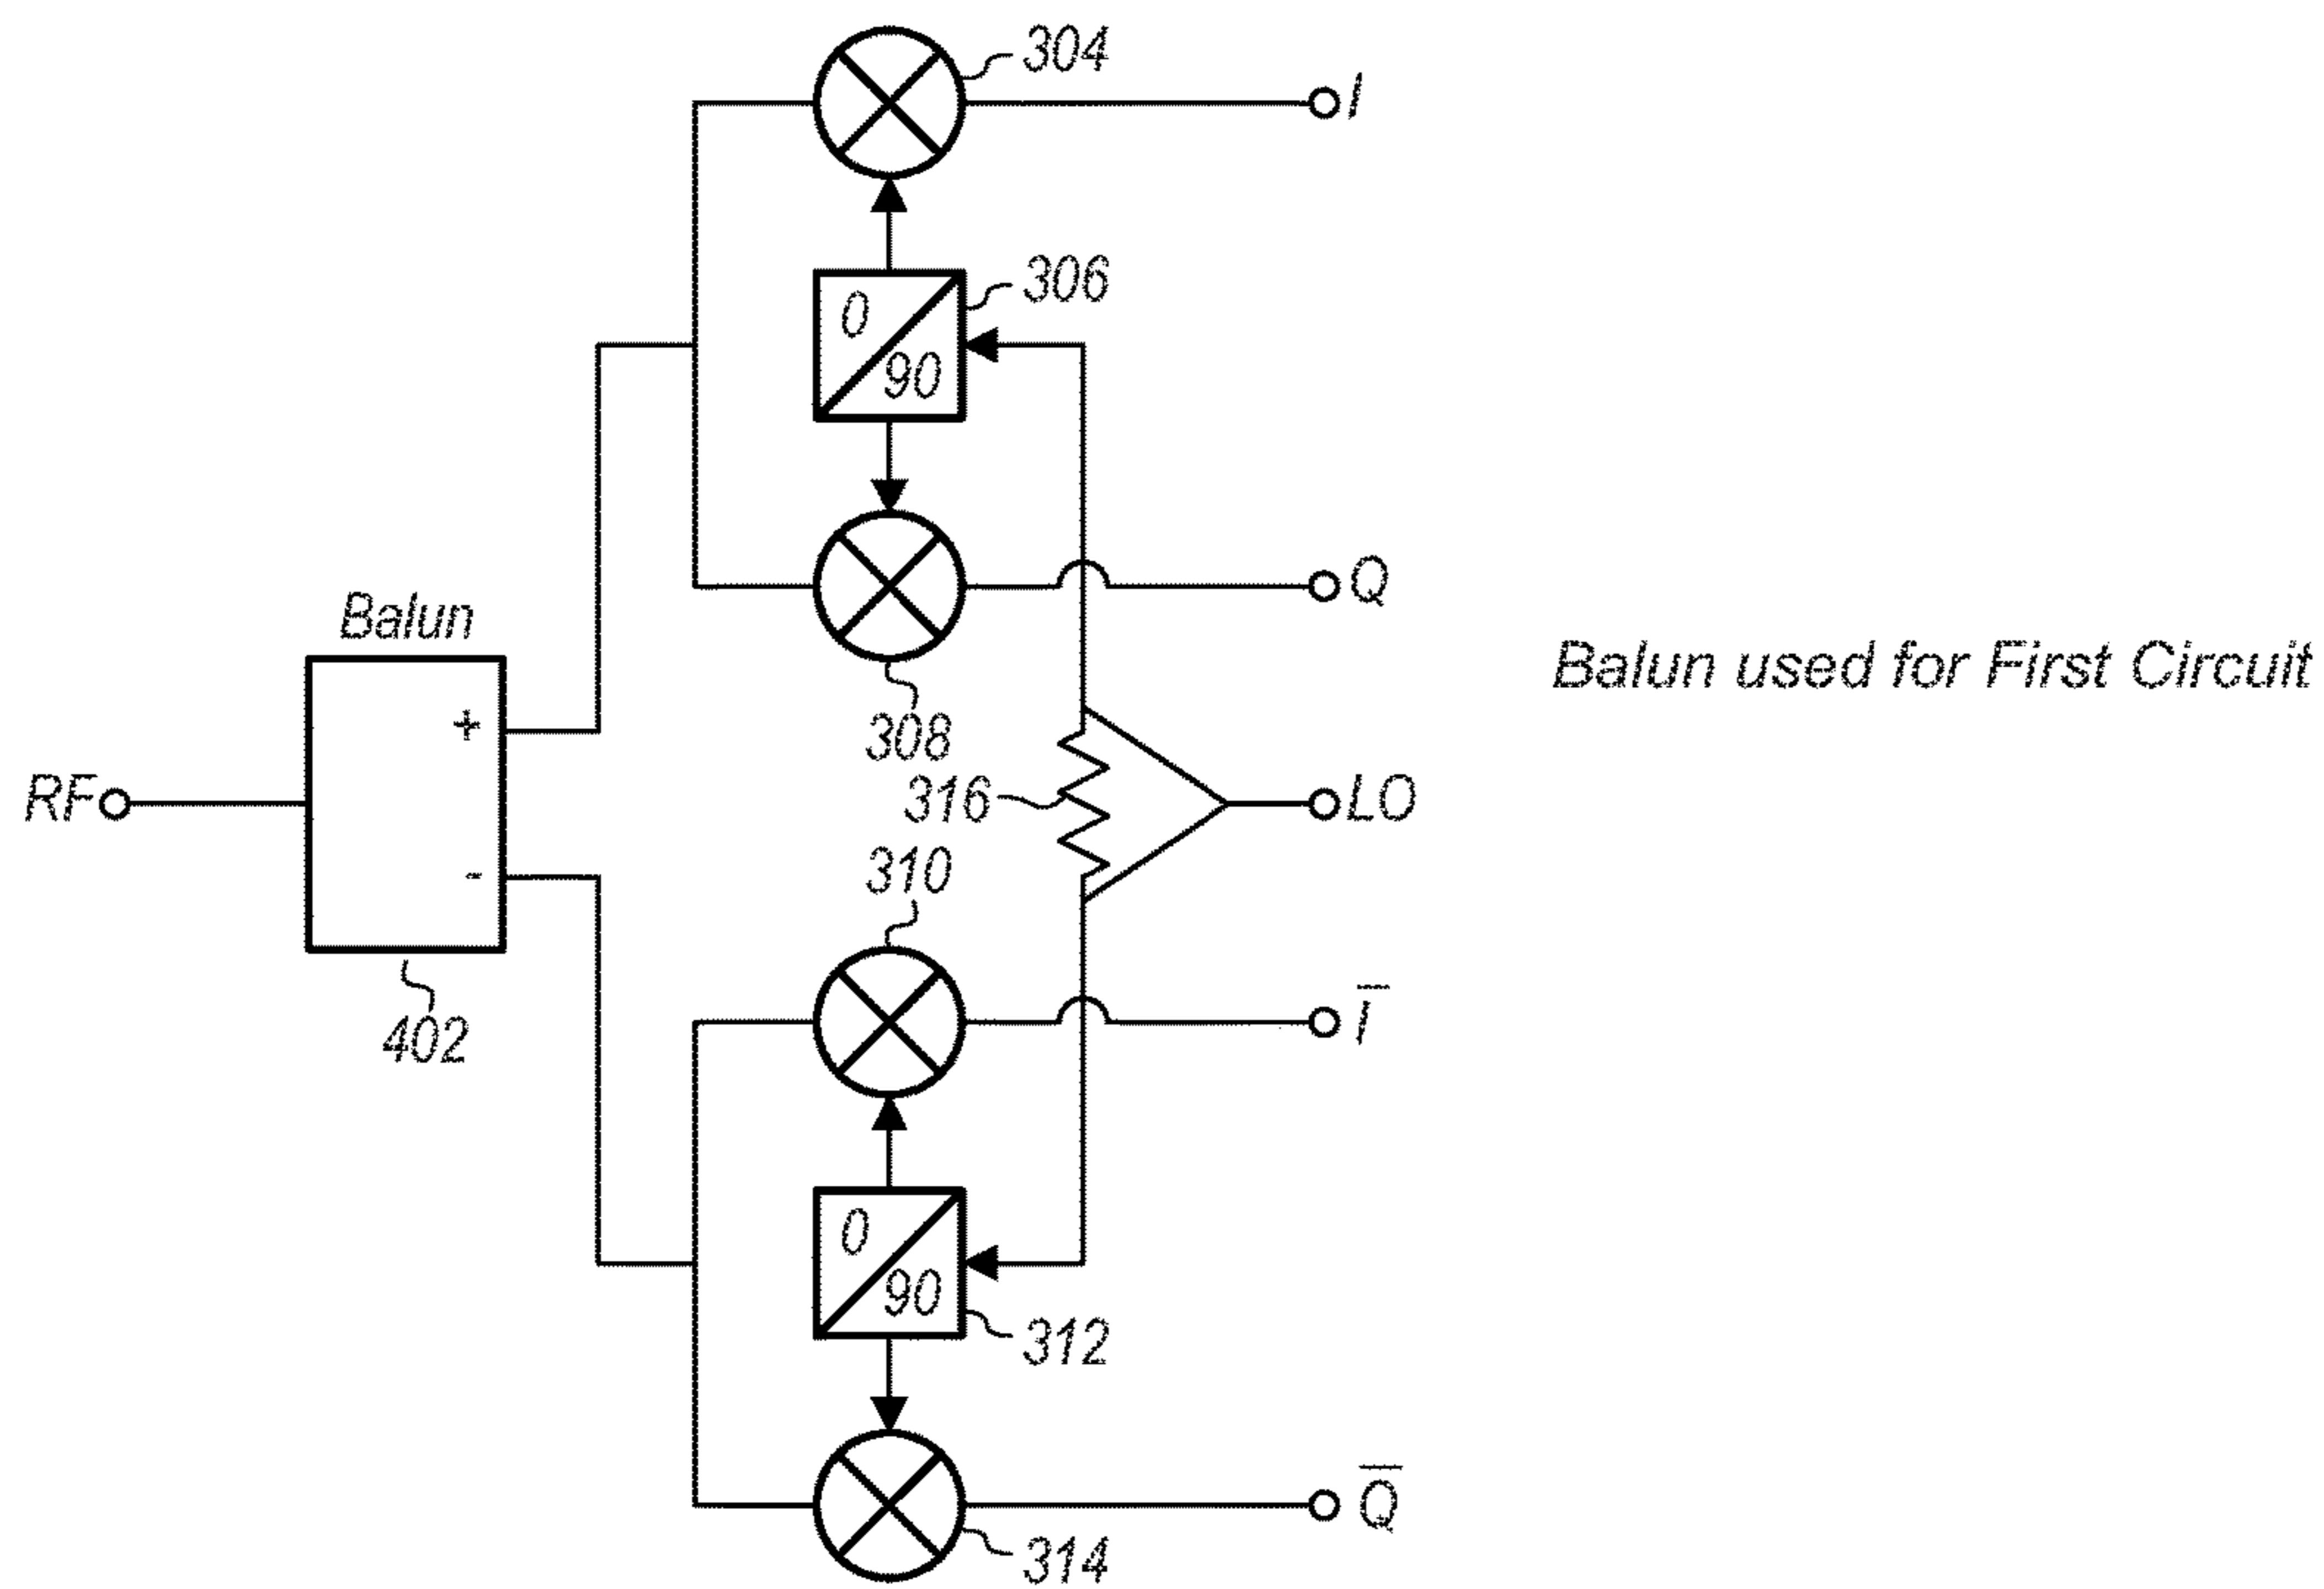 304
I
306
0
90
Q
Balun
Balun used for First Circuit
+
308
RF
316
LO
-
310
I̅
402
0
90
312
Q̅
314